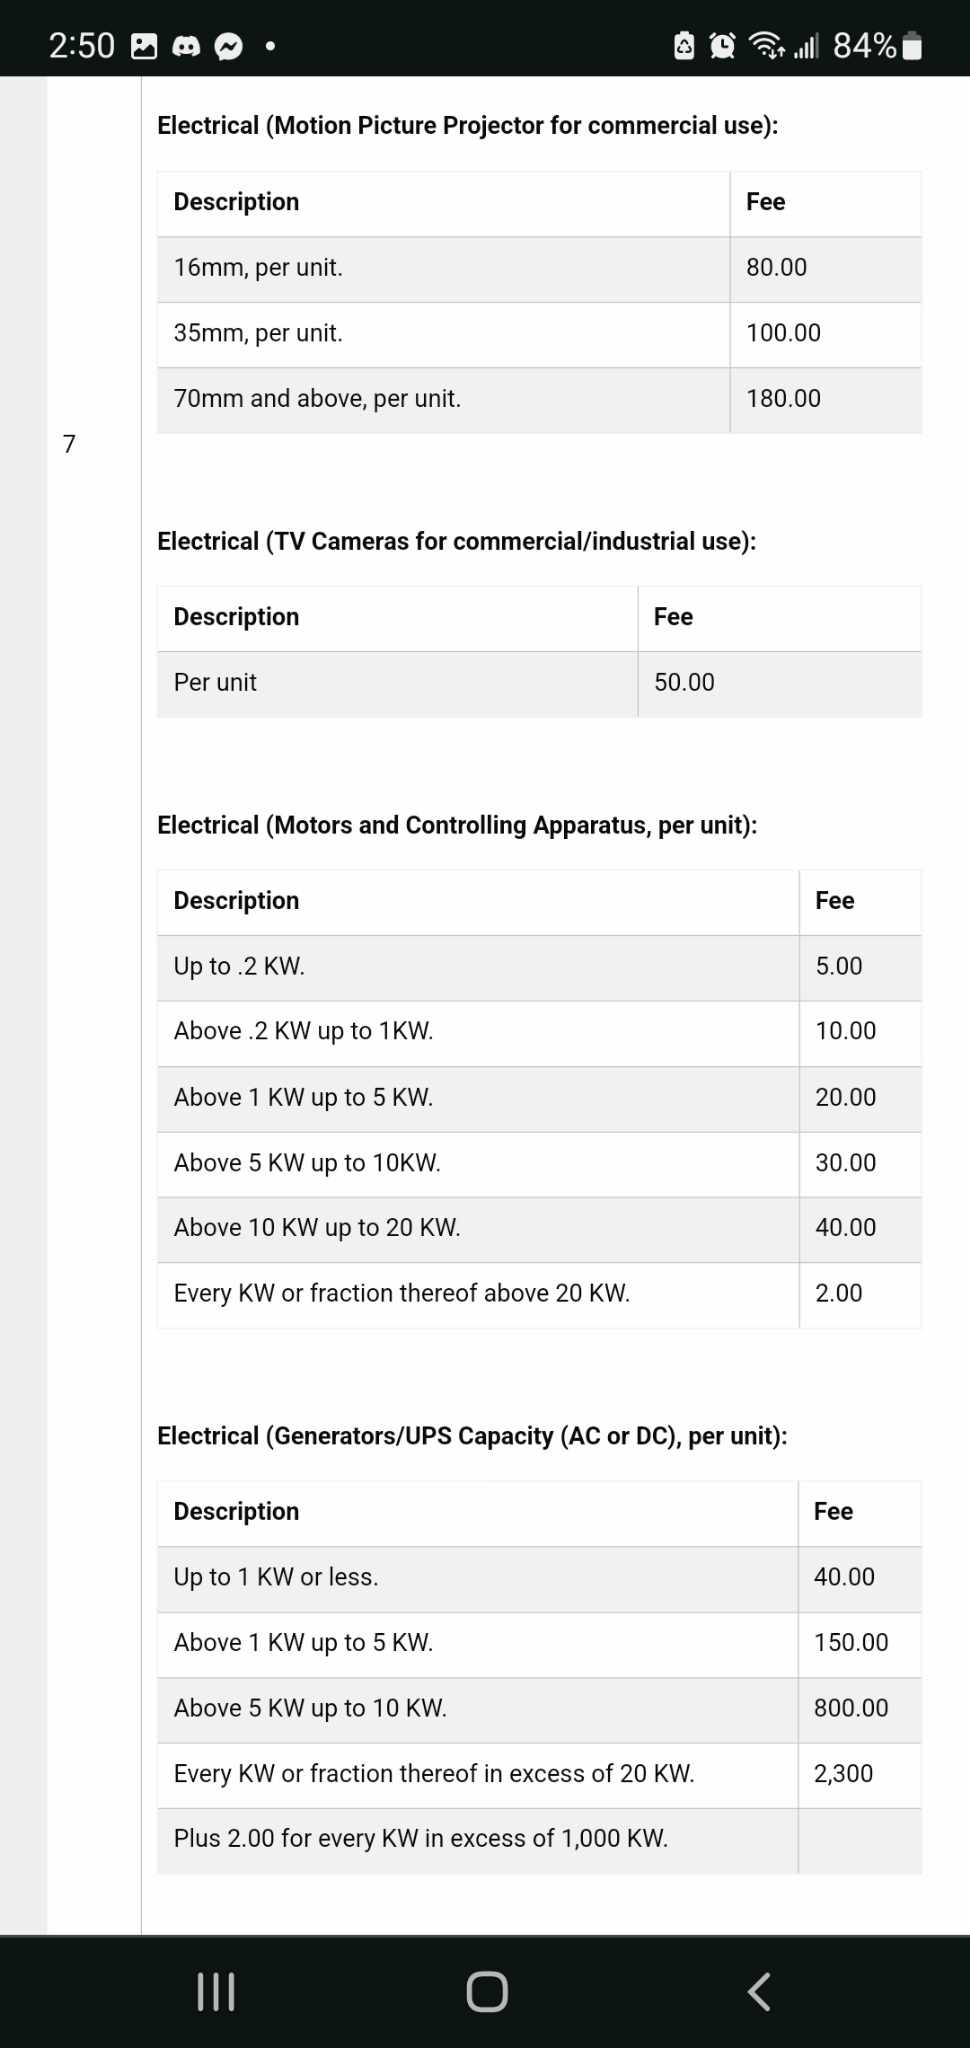 2:50
84%
Electrical (Motion Picture Projector for commercial use):
Description Fee
16mm, per unit. 80.00
35mm, per unit. 100.00
70mm and above, per unit. 180.00
7
Electrical (TV Cameras for commercial/industrial use):
Description Fee
Per unit 50.00
Electrical (Motors and Controlling Apparatus, per unit):
Description Fee
Up to .2 KW. 5.00
Above .2 KW up to 1KW. 10.00
Above 1 KW up to 5 KW. 20.00
Above 5 KW up to 10KW. 30.00
Above 10 KW up to 20 KW. 40.00
Every KW or fraction thereof above 20 KW. 2.00
Electrical (Generators/UPS Capacity (AC or DC), per unit):
Description Fee
Up to 1 KW or less. 40.00
Above 1 KW up to 5 KW. 150.00
Above 5 KW up to 10 KW. 800.00
Every KW or fraction thereof in excess of 20 KW. 2,300
Plus 2.00 for every KW in excess of 1,000 KW.